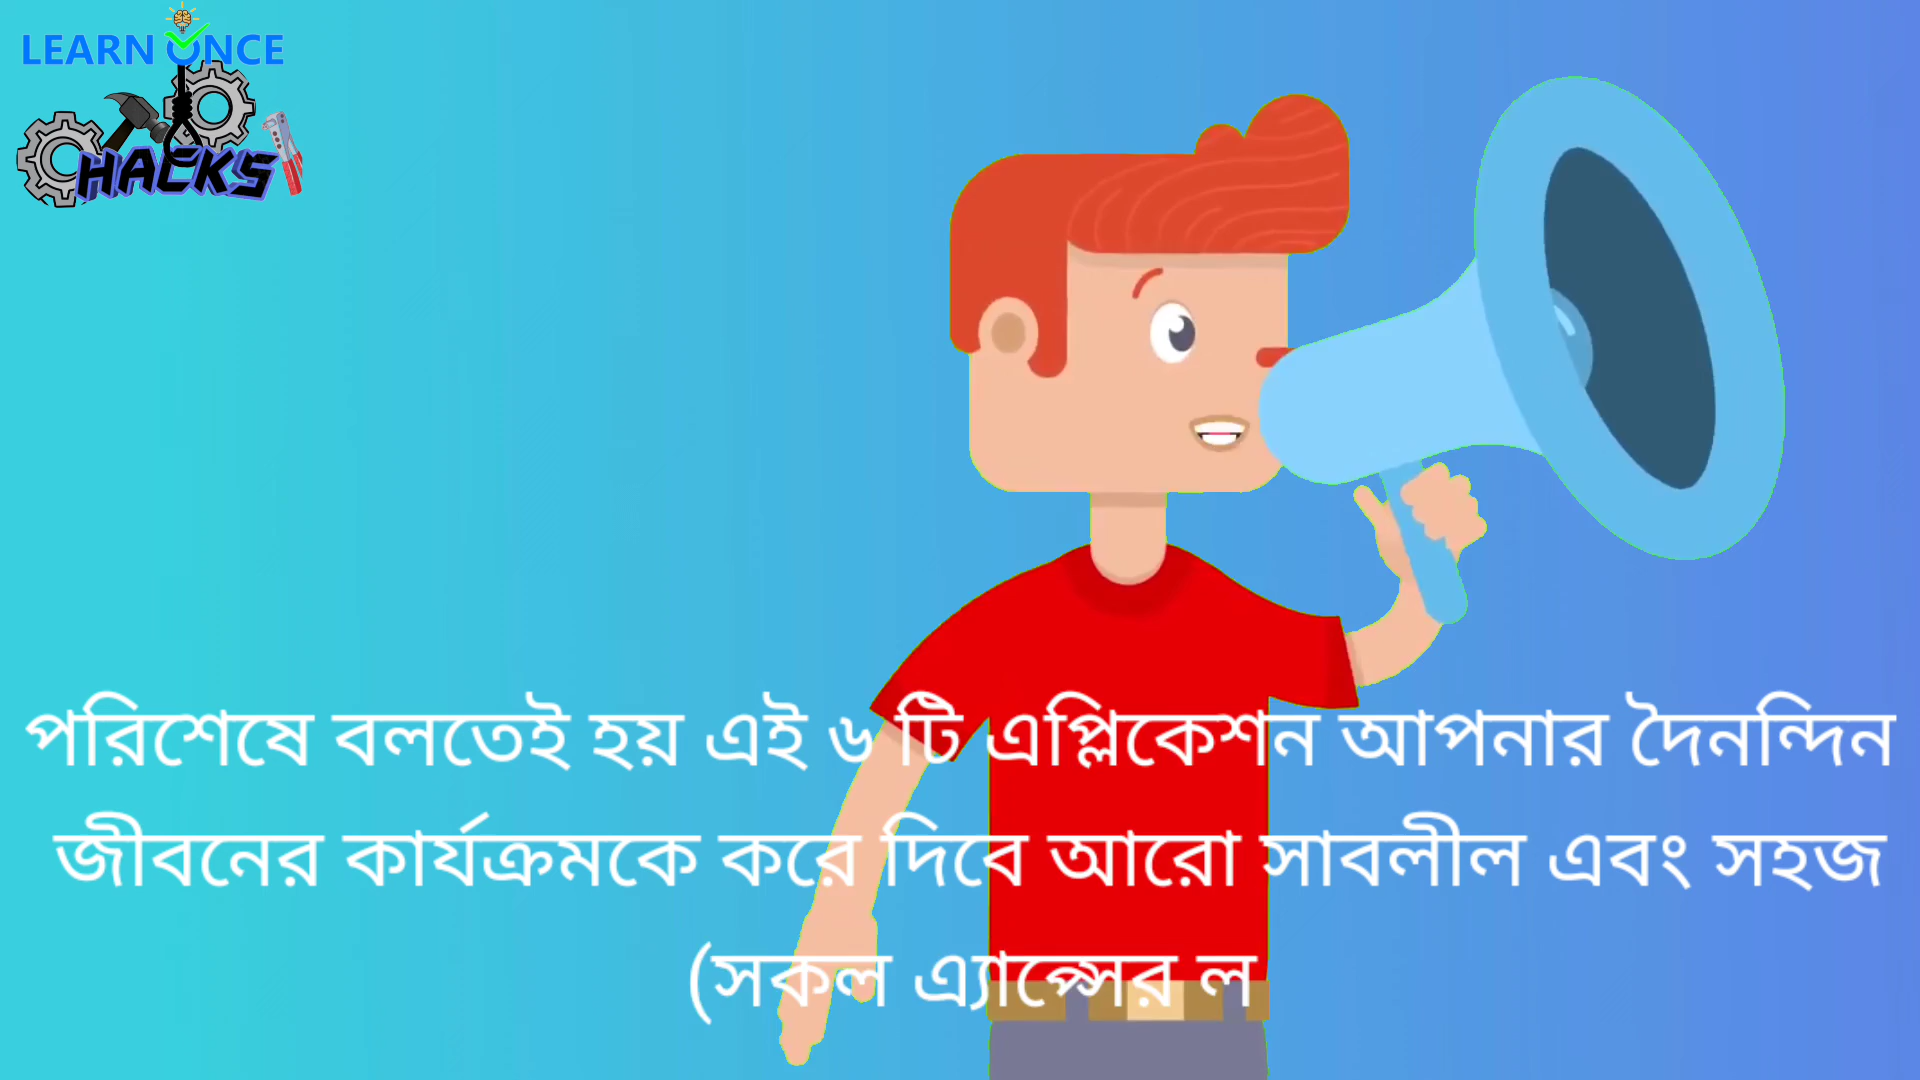 LEARN ONCE
HACKS
পরিশেষে বলতেই হয় এই ৬ টি এপ্লিকেশন আপনার দৈনন্দিন
জীবনের কার্যক্রমকে করে দিবে আরো সাবলীল এবং সহজ
(সকল এ্যাপ্সের ল